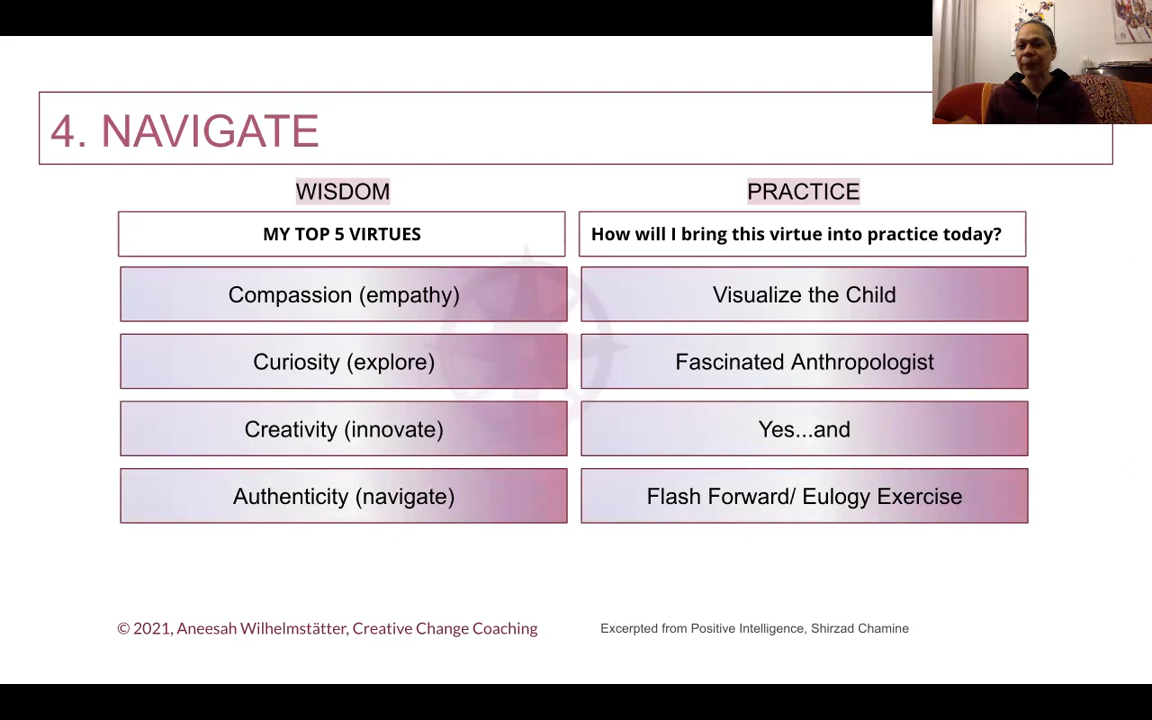 4. NAVIGATE
WISDOM
PRACTICE
MY TOP 5 VIRTUES
How will I bring this virtue into practice today?
Compassion (empathy)
Visualize the Child
Curiosity (explore)
Fascinated Anthropologist
Creativity (innovate)
Yes...and
Authenticity (navigate)
Flash Forward/ Eulogy Exercise
© 2021, Aneesah Wilhelmstätter, Creative Change Coaching
Excerpted from Positive Intelligence, Shirzad Chamine